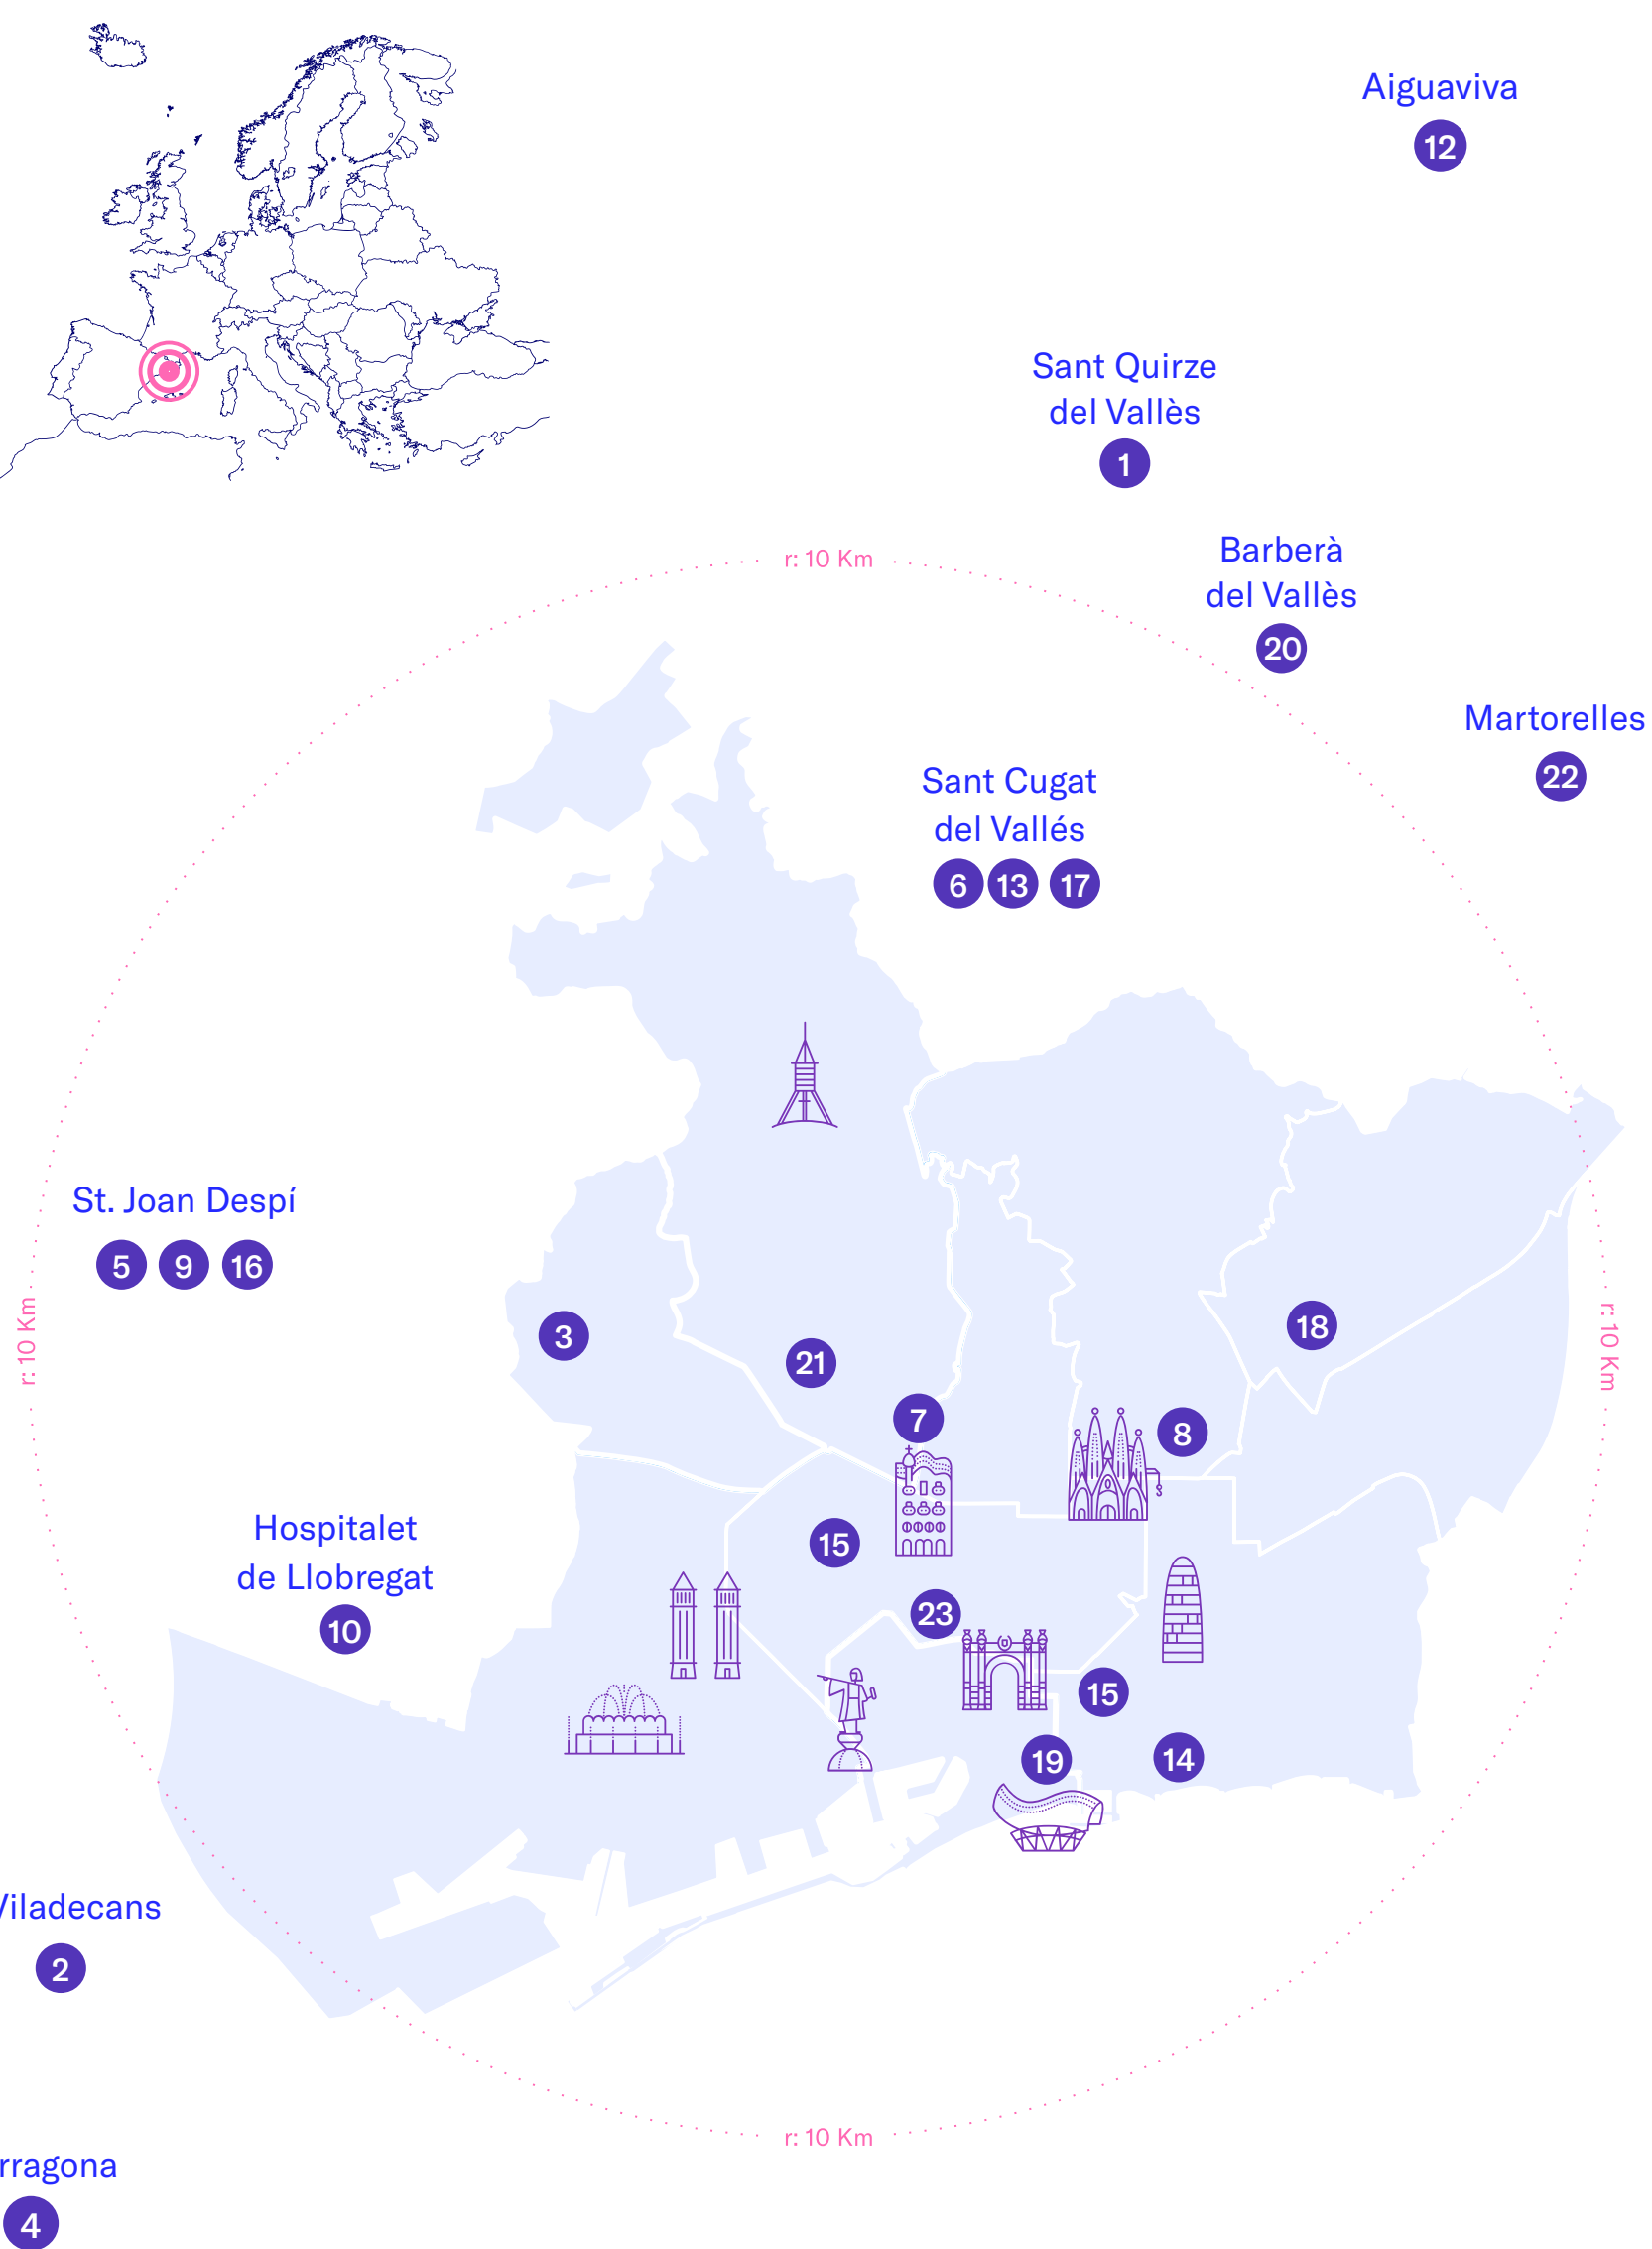 Aiguaviva
12
Sant Quirze
del Vallès
1
r: 10 Km
Barberà
del Vallès
20
Martorelles
22
Sant Cugat
del Vallés
6 13 17
St. Joan Despí
5 9 16
r: 10 Km
r: 10 Km
3
18
21
7
8
Hospitalet
de Llobregat
10
15
23
15
19
14
Viladecans
2
r: 10 Km
rragona
4